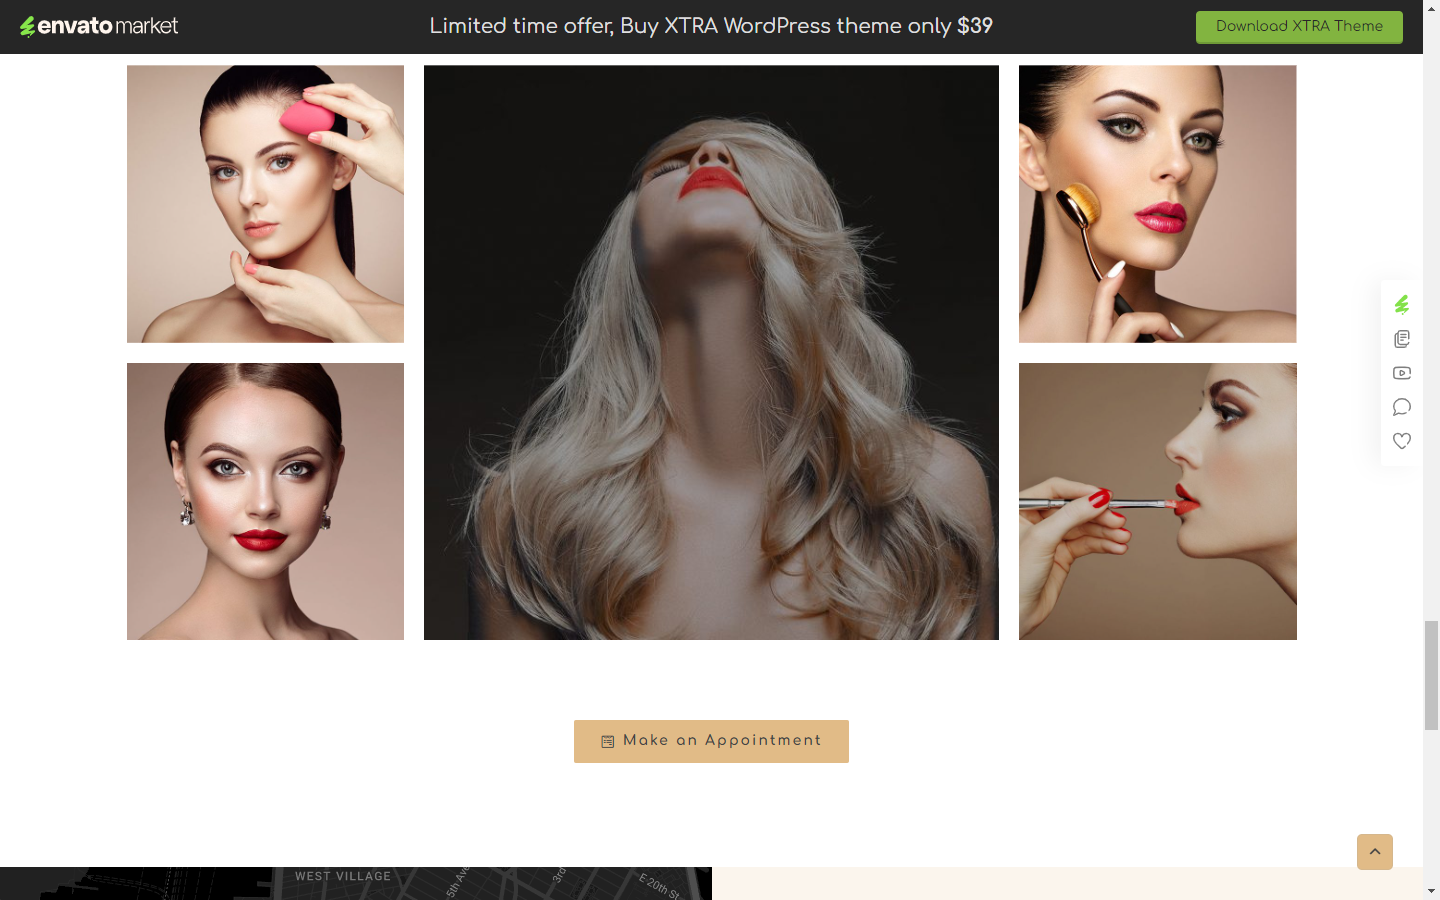 envato market
Limited time offer, Buy XTRA WordPress theme only $39
Download XTRA Theme
Make an Appointment
WEST VILLAGE
5th Ave
3rd
E 20th St